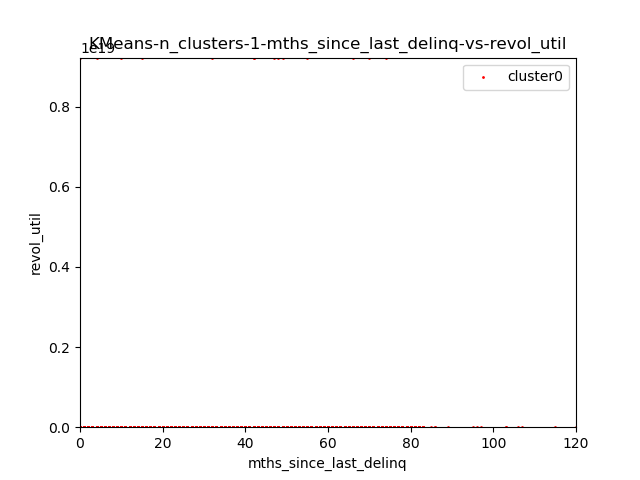 KMeans-n_clusters-1-mths_since_last_delinq-vs-revol_util
1e19
cluster0
0.8
0.6
0.4
0.2
0.0
revol_util
0 20 40 60 80 100 120
mths_since_last_delinq